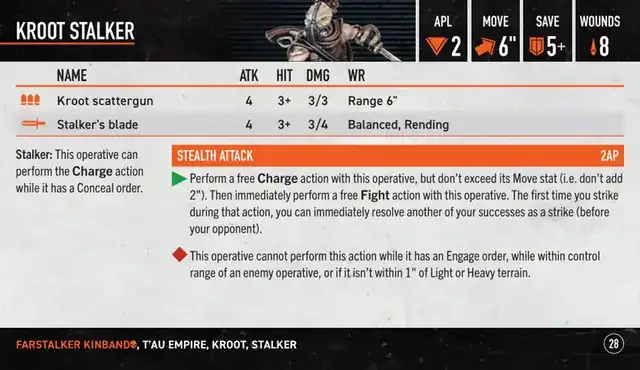 KROOT STALKER
APL
2
MOVE
6"
SAVE
5+
WOUNDS
8
NAME ATK HIT DMG WR
Kroot scattergun 4 3+ 3/3 Range 6"
Stalker's blade 4 3+ 3/4 Balanced, Rending
Stalker: This operative can
perform the Charge action
while it has a Conceal order.
STEALTH ATTACK 2AP
Perform a free Charge action with this operative, but don't exceed its Move stat (i.e. don't add
2"). Then immediately perform a free Fight action with this operative. The first time you strike
during that action, you can immediately resolve another of your successes as a strike (before
your opponent).
This operative cannot perform this action while it has an Engage order, while within control
range of an enemy operative, or if it isn't within 1" of Light or Heavy terrain.
FARSTALKER KINBAND, T'AU EMPIRE, KROOT, STALKER
28